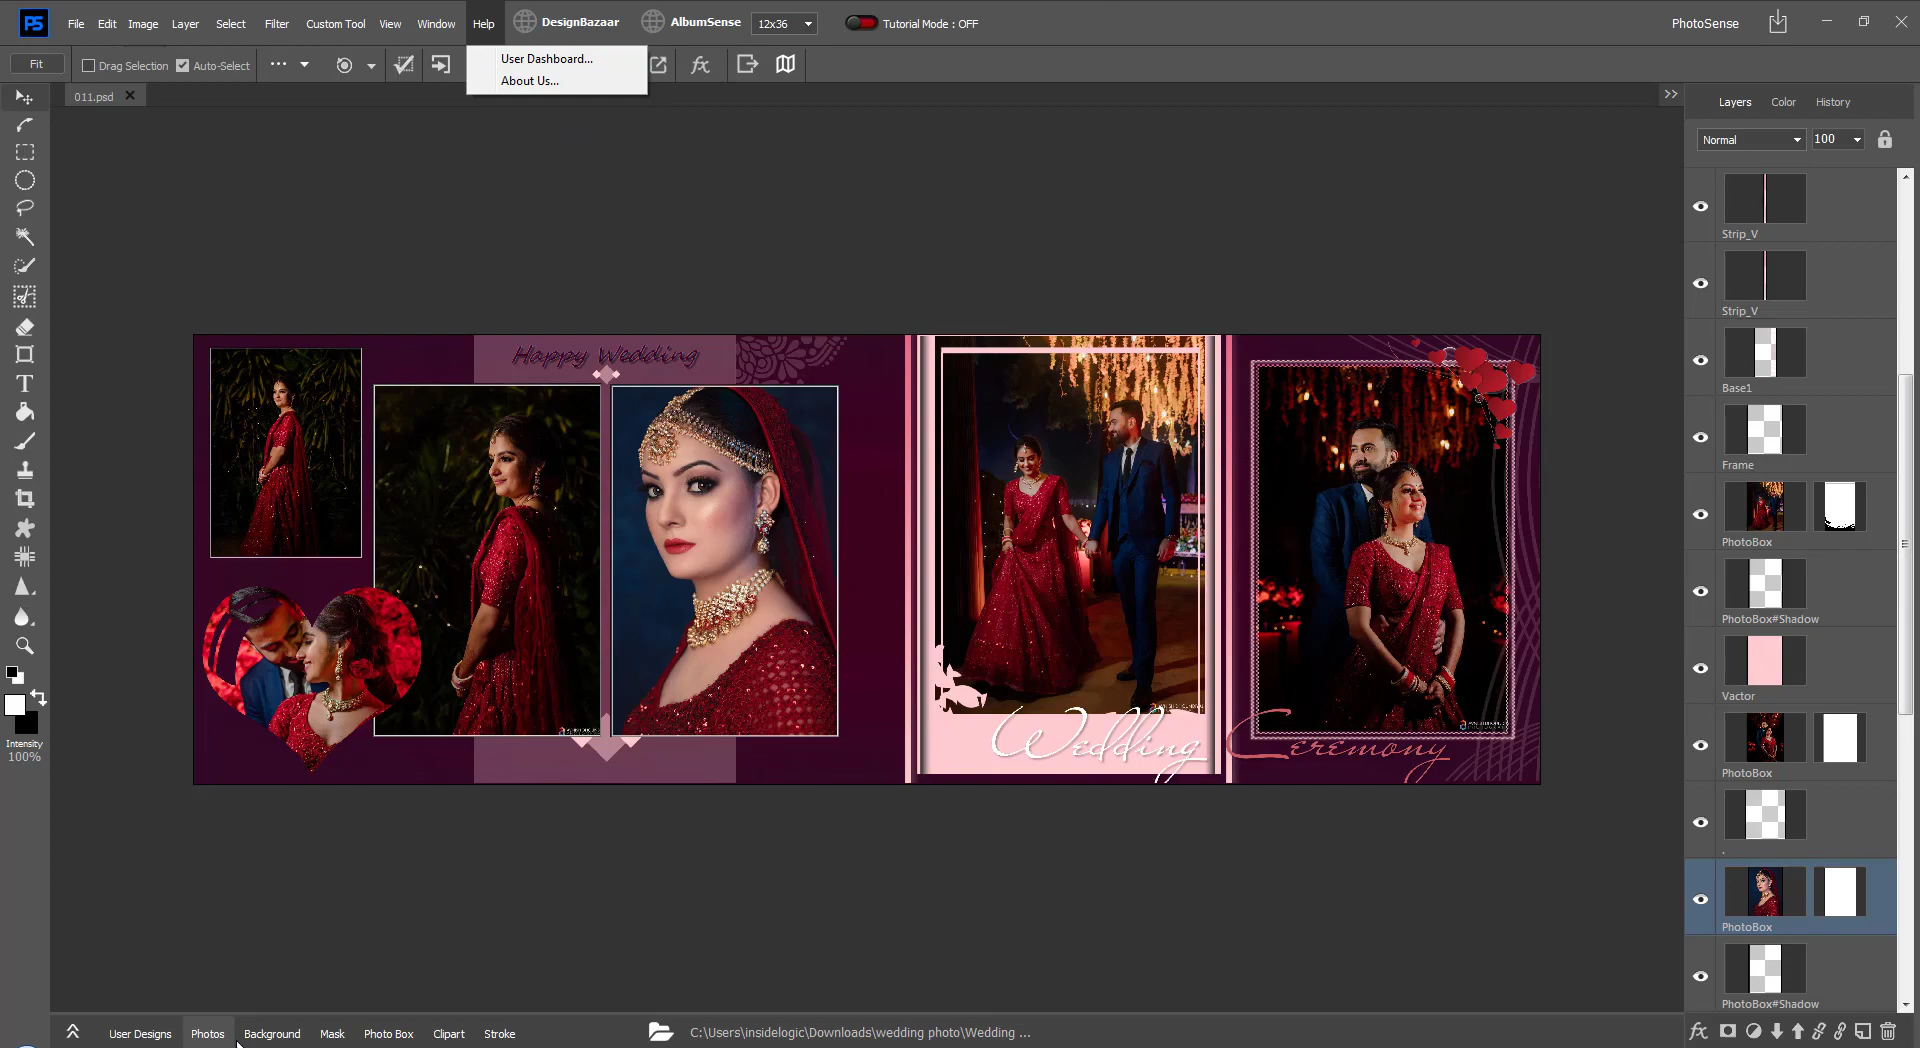 PS File Edit Image Layer Select Filter Custom Tool View Window Help DesignBazaar AlbumSense 12x36 Tutorial Mode : OFF PhotoSense
Fit Drag Selection Auto-Select fx
User Dashboard...
About Us...
011.psd
Layers Color History
Normal 100
Strip_V
Strip_V
Base1
Frame
PhotoBox
PhotoBox#Shadow
Vactor
PhotoBox
.
PhotoBox
PhotoBox#Shadow
T
Intensity
100%
Happy Wedding
Wedding Ceremony
User Designs Photos Background Mask Photo Box Clipart Stroke C:\Users\insidelogic\Downloads\wedding photo\Wedding ...
fx